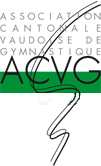 ASSOCIATION
CANTONALE
VAUDOISE DE
GYMNASTIQUE
ACVG